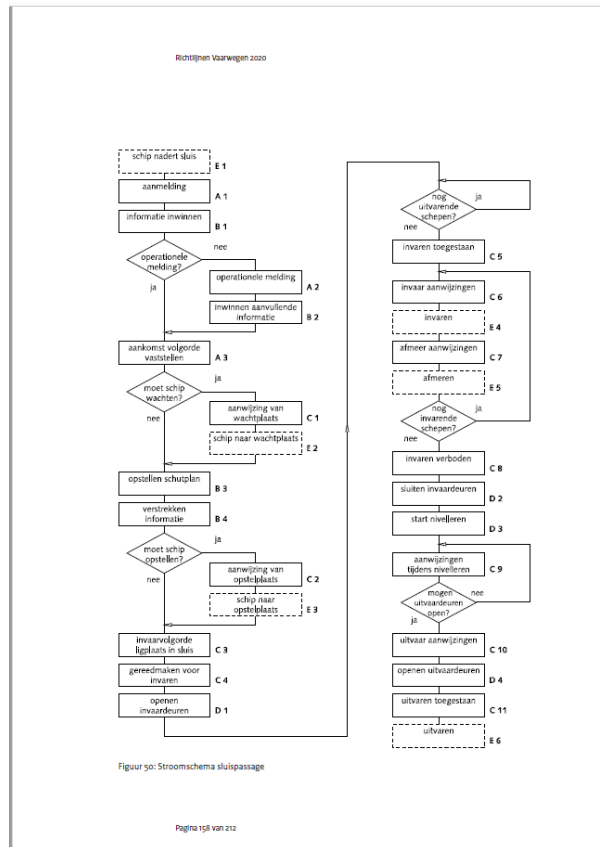 Richtlijnen Vaarwegen 2020
schip nadert sluis
E 1
aanmelding
A 1
informatie inwinnen
B 1
operationele
melding?
nee
ja
operationele melding
A 2
inwinnen aanvullende
informatie
B 2
aankomst volgorde
vaststellen
A 3
moet schip
wachten?
ja
nee
aanwijzing van
wachtplaats
C 1
schip naar wachtplaats
E 2
opstellen schutplan
B 3
verstrekken
informatie
B 4
moet schip
opstellen?
ja
nee
aanwijzing van
opstelplaats
C 2
schip naar
opstelplaats
E 3
invaarvolgorde
ligplaats in sluis
C 3
gereedmaken voor
invaren
C 4
openen
invaardeuren
D 1
nog
uitvarende
schepen?
ja
nee
invaren toegestaan
C 5
invaar aanwijzingen
C 6
invaren
E 4
afmeer aanwijzingen
C 7
afmeren
E 5
nog
invarende
schepen?
ja
nee
invaren verboden
C 8
sluiten invaardeuren
D 2
start nivelleren
D 3
aanwijzingen
tijdens nivelleren
C 9
mogen
uitvaardeuren
open?
nee
ja
uitvaar aanwijzingen
C 10
openen uitvaardeuren
D 4
uitvaren toegestaan
C 11
uitvaren
E 6
Figuur 50: Stroomschema sluispassage
Pagina 158 van 212